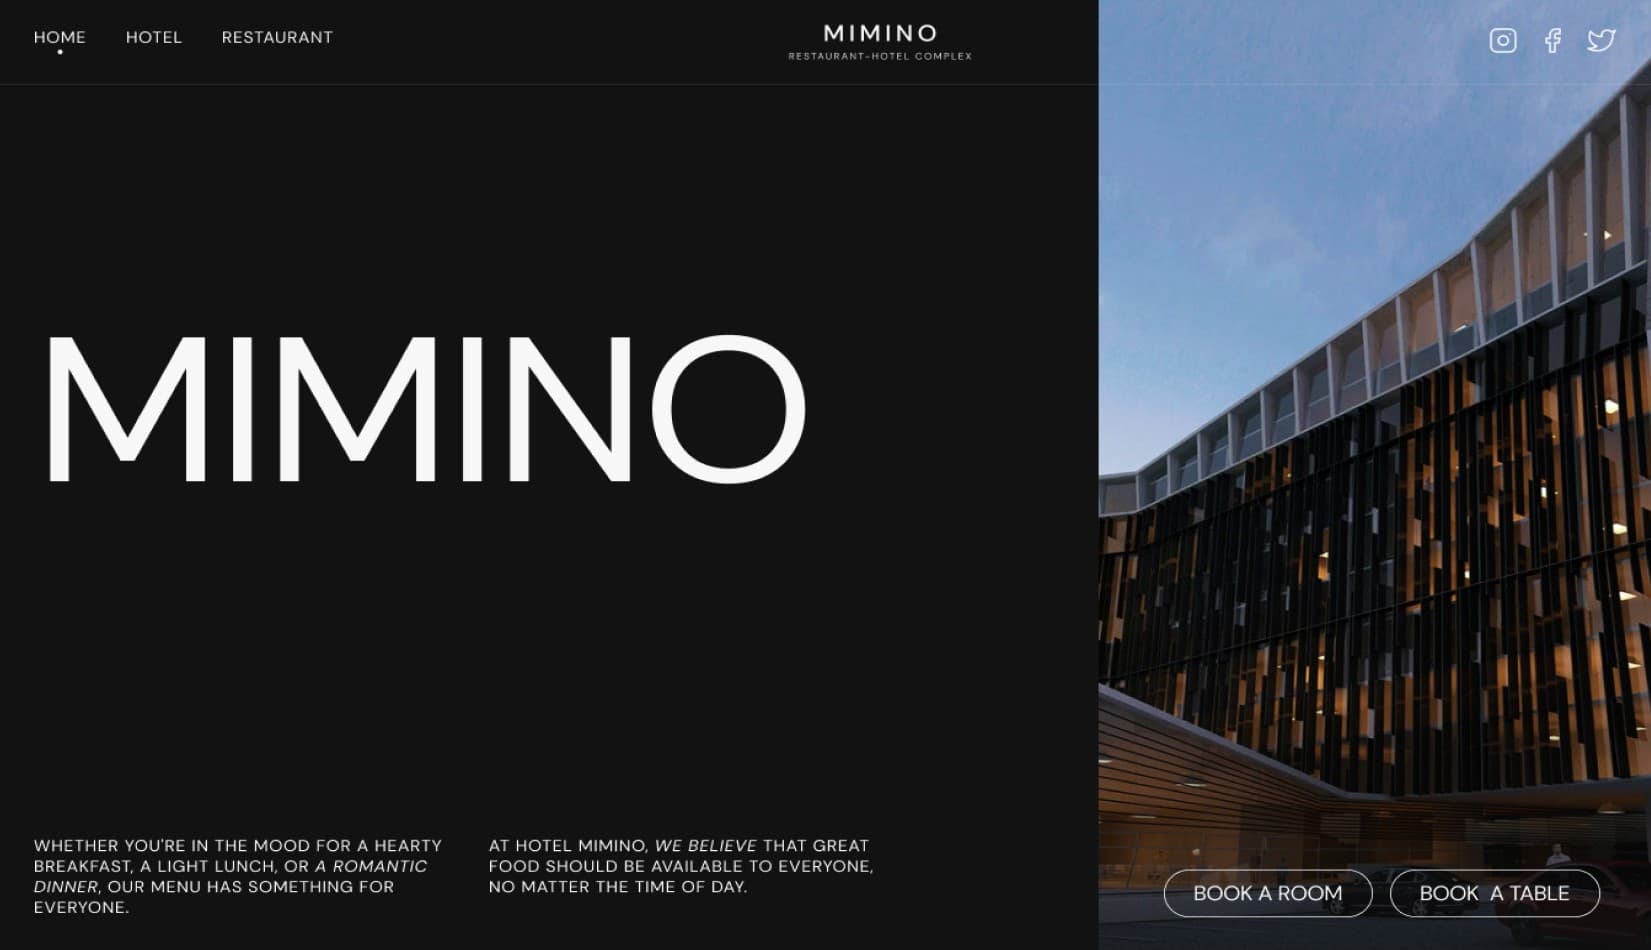 HOME HOTEL RESTAURANT
MIMINO
RESTAURANT-HOTEL COMPLEX
MIMINO
WHETHER YOU'RE IN THE MOOD FOR A HEARTY
BREAKFAST, A LIGHT LUNCH, OR A ROMANTIC
DINNER, OUR MENU HAS SOMETHING FOR
EVERYONE.
AT HOTEL MIMINO, WE BELIEVE THAT GREAT
FOOD SHOULD BE AVAILABLE TO EVERYONE,
NO MATTER THE TIME OF DAY.
BOOK A ROOM
BOOK  A TABLE